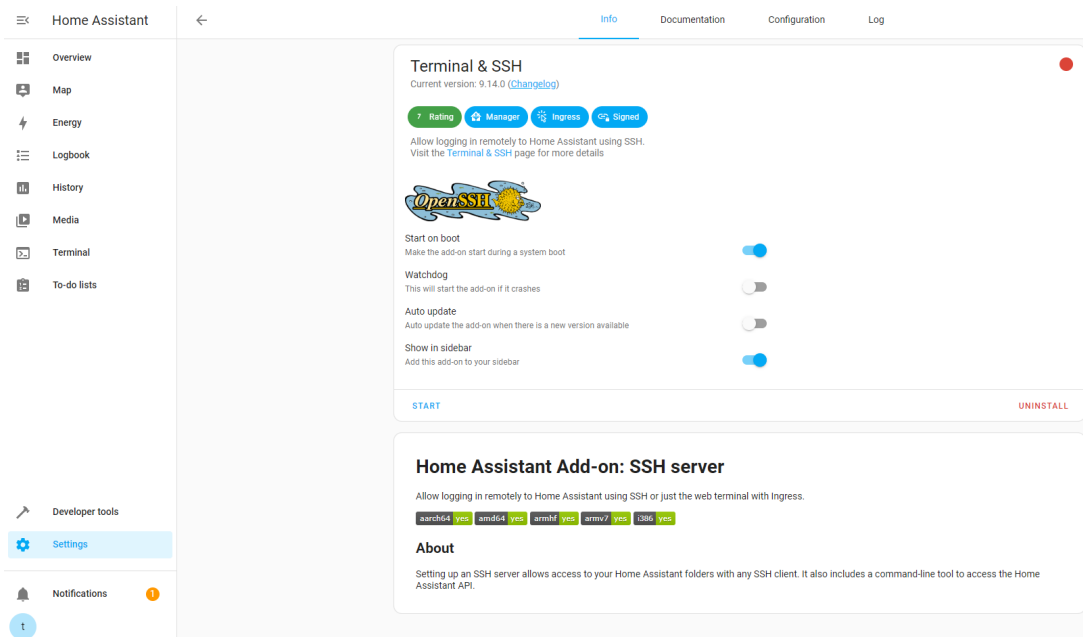 Home Assistant
Overview
Map
Energy
Logbook
History
Media
Terminal
To-do lists
Developer tools
Settings
Notifications
1
t
Info
Documentation
Configuration
Log
Terminal & SSH
Current version: 9.14.0 (Changelog)
7 Rating
Manager
Ingress
Signed
Allow logging in remotely to Home Assistant using SSH.
Visit the Terminal & SSH page for more details
OpenSSH
Start on boot
Make the add-on start during a system boot
Watchdog
This will start the add-on if it crashes
Auto update
Auto update the add-on when there is a new version available
Show in sidebar
Add this add-on to your sidebar
START
UNINSTALL
Home Assistant Add-on: SSH server
Allow logging in remotely to Home Assistant using SSH or just the web terminal with Ingress.
aarch64 yes amd64 yes armhf yes armv7 yes i386 yes
About
Setting up an SSH server allows access to your Home Assistant folders with any SSH client. It also includes a command-line tool to access the Home
Assistant API.